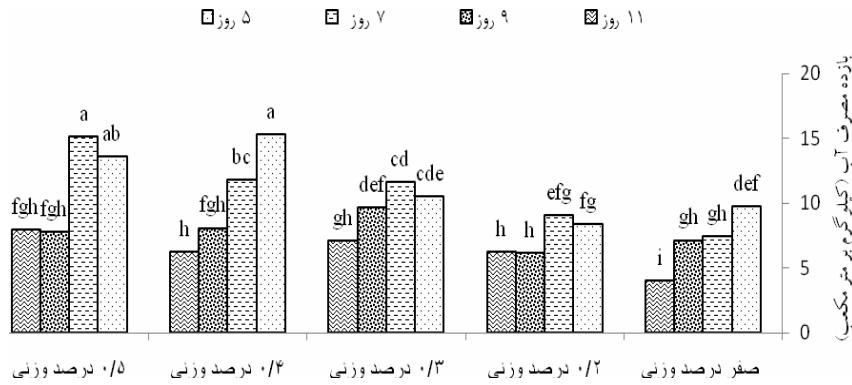 ۵ روز
۷ روز
۹ روز
۱۱ روز
بازده مصرف آب (کیلو گرم بر متر مکعب)
20
15
10
5
0
def
gh
gh
i
fg
efg
h
h
cde
cd
def
gh
a
bc
fgh
h
ab
a
fgh
fgh
صفر درصد وزنی
۰/۲ درصد وزنی
۰/۳ درصد وزنی
۰/۴ درصد وزنی
۰/۵ درصد وزنی